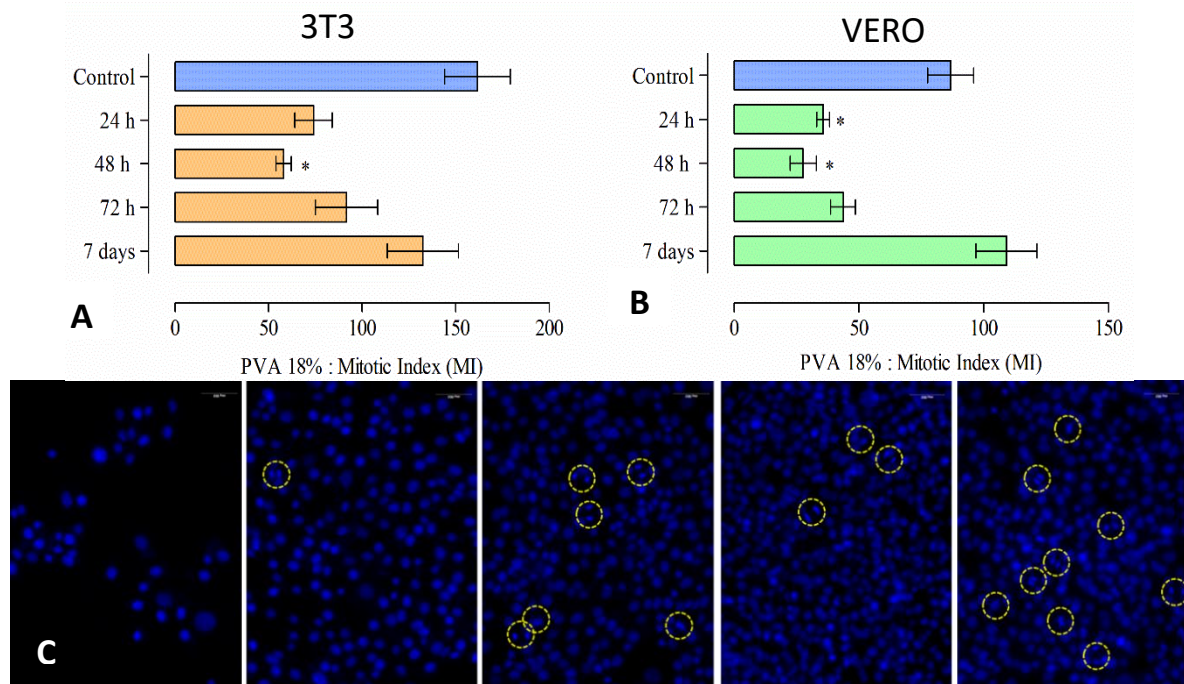 3T3
Control
24 h
*
48 h
72 h
7 days
A
0 50 100 150 200
PVA 18% : Mitotic Index (MI)
VERO
Control
24 h
*
48 h
*
72 h
7 days
B
0 50 100 150
PVA 18% : Mitotic Index (MI)
C